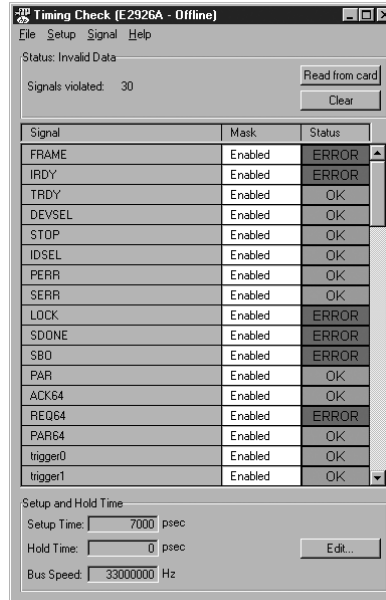 Timing Check (E2926A - Offline)
File Setup Signal Help
Status: Invalid Data
Read from card
Signals violated: 30
Clear
Signal Mask Status
FRAME Enabled ERROR
IRDY Enabled ERROR
TRDY Enabled OK
DEVSEL Enabled OK
STOP Enabled OK
IDSEL Enabled OK
PERR Enabled OK
SERR Enabled OK
LOCK Enabled ERROR
SDONE Enabled ERROR
SBO Enabled ERROR
PAR Enabled OK
ACK64 Enabled OK
REQ64 Enabled ERROR
PAR64 Enabled OK
trigger0 Enabled OK
trigger1 Enabled OK
Setup and Hold Time
Setup Time: 7000 psec
Hold Time: 0 psec Edit...
Bus Speed: 33000000 Hz